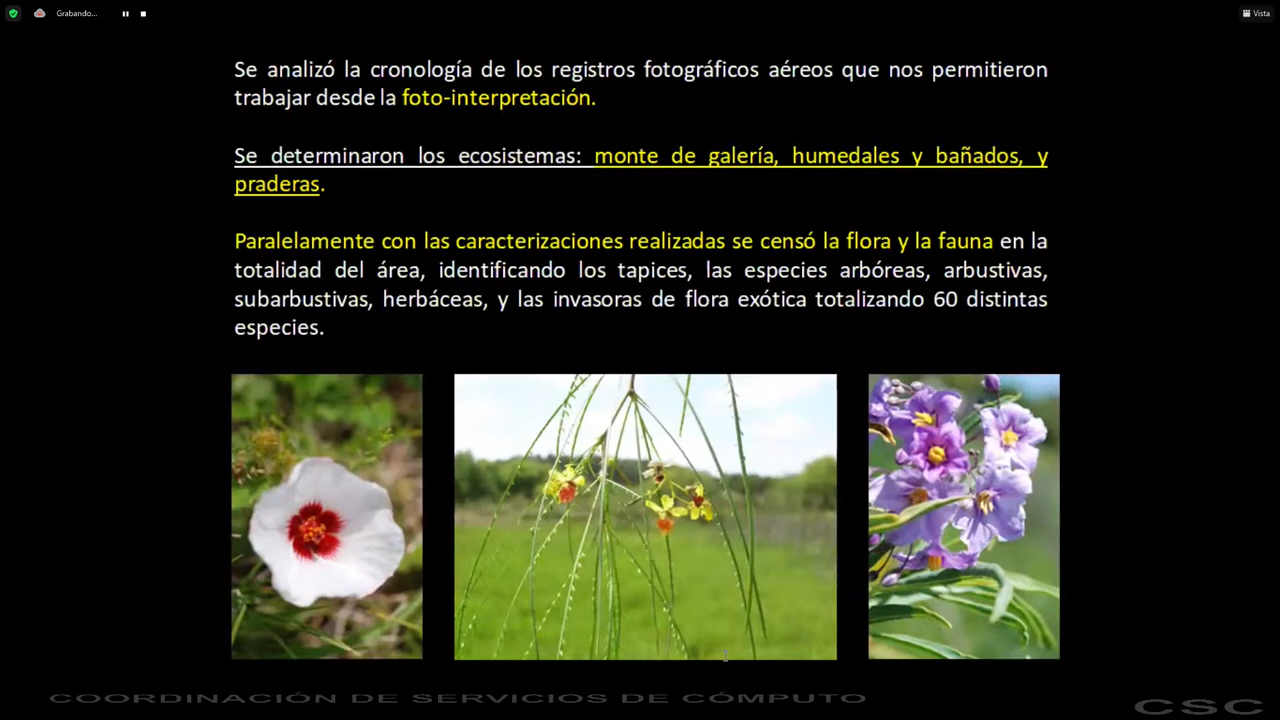 Grabando...
Vista
Se analizó la cronología de los registros fotográficos aéreos que nos permitieron
trabajar desde la foto-interpretación.
Se determinaron los ecosistemas: monte de galería, humedales y bañados, y
praderas.
Paralelamente con las caracterizaciones realizadas se censó la flora y la fauna en la
totalidad del área, identificando los tapices, las especies arbóreas, arbustivas,
subarbustivas, herbáceas, y las invasoras de flora exótica totalizando 60 distintas
especies.
COORDINACIÓN DE SERVICIOS DE CÓMPUTO
CSC